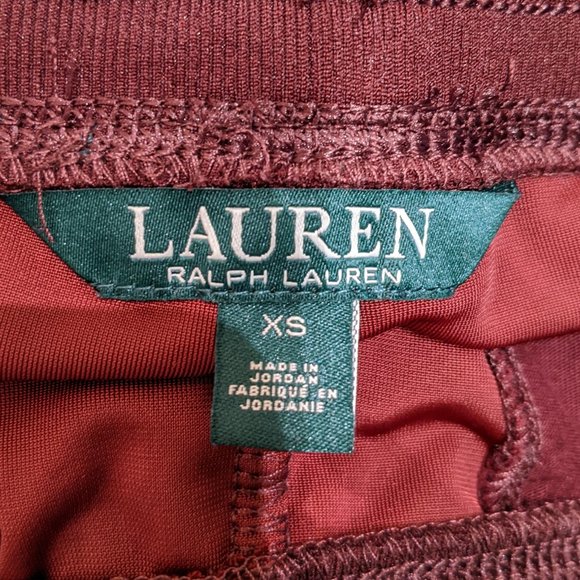 LAUREN
RALPH LAUREN
XS
MADE IN
JORDAN
FABRIQUÉ EN
JORDANIE